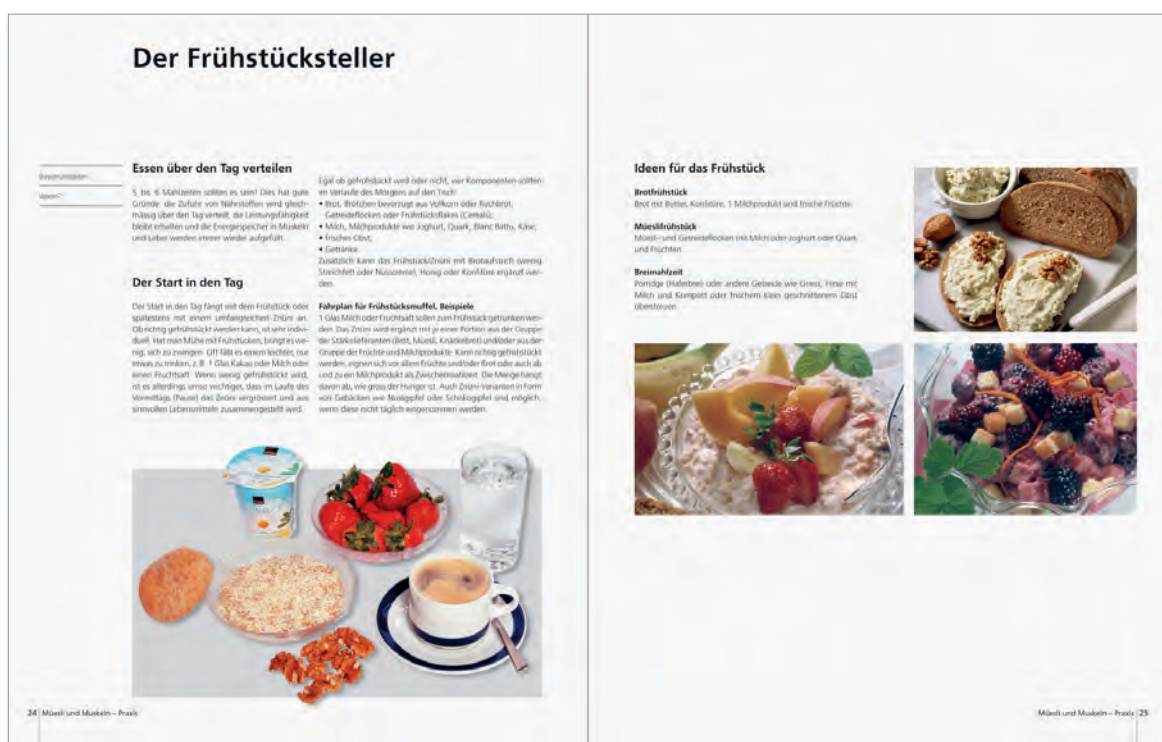 Der Frühstücksteller
Essen über den Tag verteilen
5 bis 6 Mahlzeiten sollten es sein! Dies hat gute
Gründe: die Zufuhr von Nährstoffen wird gleich-
mässig über den Tag verteilt, die Leistungsfähigkeit
bleibt erhalten und die Energiespeicher in Muskeln
und Leber werden immer wieder aufgefüllt.
Der Start in den Tag
Der Start in den Tag fängt mit dem Frühstück oder
spätestens mit einem umfangreichen Znüni an.
Ob richtig gefrühstückt werden kann, ist sehr indivi-
duell. Hat man Mühe mit Frühstücken, bringt es we-
nig, sich zu zwingen. Oft fällt es einem leichter, nur
etwas zu trinken, z. B. 1 Glas Kakao oder Milch oder
einen Fruchtsaft. Wenn wenig gefrühstückt wird,
ist es allerdings umso wichtiger, dass im Laufe des
Vormittags (Pause) das Znüni vergrössert und aus
sinnvollen Lebensmitteln zusammengestellt wird.
Egal ob gefrühstückt wird oder nicht, vier Komponenten sollten
im Verlaufe des Morgens auf den Tisch:
• Brot, Brötchen bevorzugt aus Vollkorn oder Ruchbrot,
Getreideflocken oder Frühstücksflakes (Cereals);
• Milch, Milchprodukte wie Joghurt, Quark, Blanc Battu, Käse;
• frisches Obst;
• Getränke.
Zusätzlich kann das Frühstück/Znüni mit Brotaufstrich (wenig
Streichfett oder Nusscreme), Honig oder Konfitüre ergänzt wer-
den.
Fahrplan für Frühstücksmuffel, Beispiele
1 Glas Milch oder Fruchtsaft sollen zum Frühstück getrunken wer-
den. Das Znüni wird ergänzt mit je einer Portion aus der Gruppe
der Stärkelieferanten (Brot, Müesli, Knäckebrot) und/oder aus der
Gruppe der Früchte und Milchprodukte. Kann richtig gefrühstückt
werden, eignen sich vor allem Früchte und/oder Brot oder auch ab
und zu ein Milchprodukt als Zwischenmahlzeit. Die Menge hängt
davon ab, wie gross der Hunger ist. Auch Znüni-Varianten in Form
von Gebäcken wie Nussgipfel oder Schokogipfel sind möglich,
wenn diese nicht täglich eingenommen werden.
24 Müesli und Muskeln – Praxis
Ideen für das Frühstück
Brotfrühstück
Brot mit Butter, Konfitüre, 1 Milchprodukt und frische Früchte.
Müeslifrühstück
Müesli- und Getreideflocken mit Milch oder Joghurt oder Quark
und Früchten.
Breimahlzeit
Porridge (Haferbrei) oder andere Getreide wie Griess, Hirse mit
Milch und Kompott oder frischem klein geschnittenem Obst
überstreuen.
Müesli und Muskeln – Praxis 25